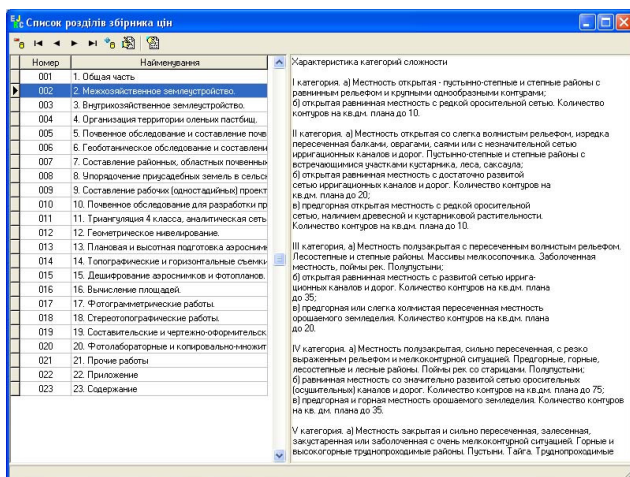 Список розділів збірника цін
Номер Найменування
001 1. Общая часть
002 2. Межхозяйственное землеустройство.
003 3. Внутрихозяйственное землеустройство.
004 4. Организация территории оленьих пастбищ.
005 5. Почвенное обследование и составление почв
006 6. Геоботаническое обследование и составлени
007 7. Составление районных, областных почвенных
008 8. Упорядочение приусадебных земель в сельск
009 9. Составление рабочих (одностадийных) проект
010 10. Почвенное обследование для разработки пр
011 11. Триангуляция 4 класса, аналитическая сеть
012 12. Геометрическое нивелирование.
013 13. Плановая и высотная подготовка аэросним
014 14. Топографические и горизонтальные съемки
015 15. Дешифрование аэроснимков и фотопланов.
016 16. Вычисление площадей.
017 17. Фотограмметрические работы.
018 18. Стереотопографические работы.
019 19. Составительские и чертежно-оформительск
020 20. Фотолабораторные и копировально-множит
021 21. Прочие работы
022 22. Приложение
023 23. Содержание
Характеристика категорий сложности
I категория. а) Местность открытая - пустынно-степные и степные районы с
равнинным рельефом и крупными однообразными контурами;
б) открытая равнинная местность с редкой оросительной сетью. Количество
контуров на кв.дм. плана до 10.
II категория. а) Местность открытая со слегка волнистым рельефом, изредка
пересеченная балками, оврагами, саями или с незначительной сетью
ирригационных каналов и дорог. Пустынно-степные и степные районы с
встречающимися участками кустарника, леса, саксаула;
б) открытая равнинная местность с достаточно развитой
сетью ирригационных каналов и дорог. Количество контуров на
кв.дм. плана до 20;
в) предгорная открытая местность с редкой оросительной
сетью, наличием древесной и кустарниковой растительности.
Количество контуров на кв.дм. плана до 10.
III категория, а) Местность полузакрытая с пересеченным волнистым рельефом.
Лесостепные и степные районы. Массивы мелкосопочника. Заболоченная
местность, поймы рек. Полупустыни;
б) открытая равнинная местность с развитой сетью иррига-
ционных каналов и дорог. Количество контуров на кв.дм. плана
до 35;
в) предгорная или слегка холмистая пересеченная местность
орошаемого земледелия. Количество контуров на кв.дм. плана
до 20.
IV категория. а) Местность полузакрытая, сильно пересеченная, с резко
выраженным рельефом и мелкоконтурной ситуацией. Предгорные, горные,
лесостепные и лесные районы. Поймы рек со старицами. Полупустыни;
б) равнинная местность со значительно развитой сетью оросительных
(осушительных) каналов и дорог. Количество контуров на кв.дм. плана до 75;
в) предгорная и горная местность орошаемого земледелия. Количество контуров
на кв. дм. плана до 35.
V категория. а) Местность закрытая и сильно пересеченная, залесенная,
закустаренная или заболоченная с очень мелкоконтурной ситуацией. Горные и
высокогорные труднопроходимые районы. Пустыни. Тайга. Труднопроходимые